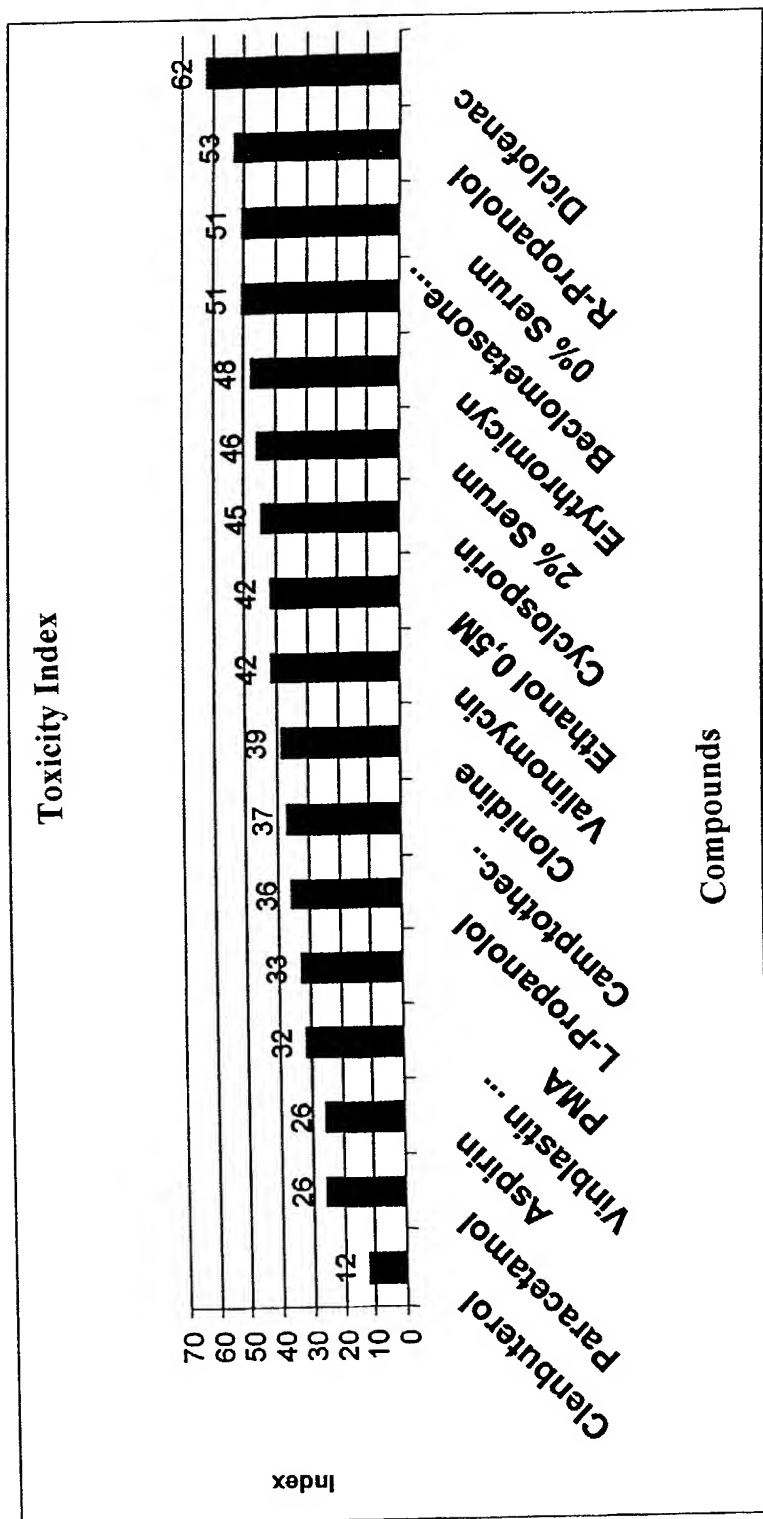 Toxicity Index
Index
70
60
50
40
30
20
10
0
12
26
26
32
33
36
37
39
42
42
45
46
48
51
51
53
62
Clenbuterol
Paracetamol
Aspirin
Vinblastin ...
PMA
L-Propanolol
Camptothec..
Clonidine
Valinomycin
Ethanol 0,5M
Cyclosporin
2% Serum
Erythromicyn
Beclometasone...
0% Serum
R-Propanolol
Diclofenac
Compounds